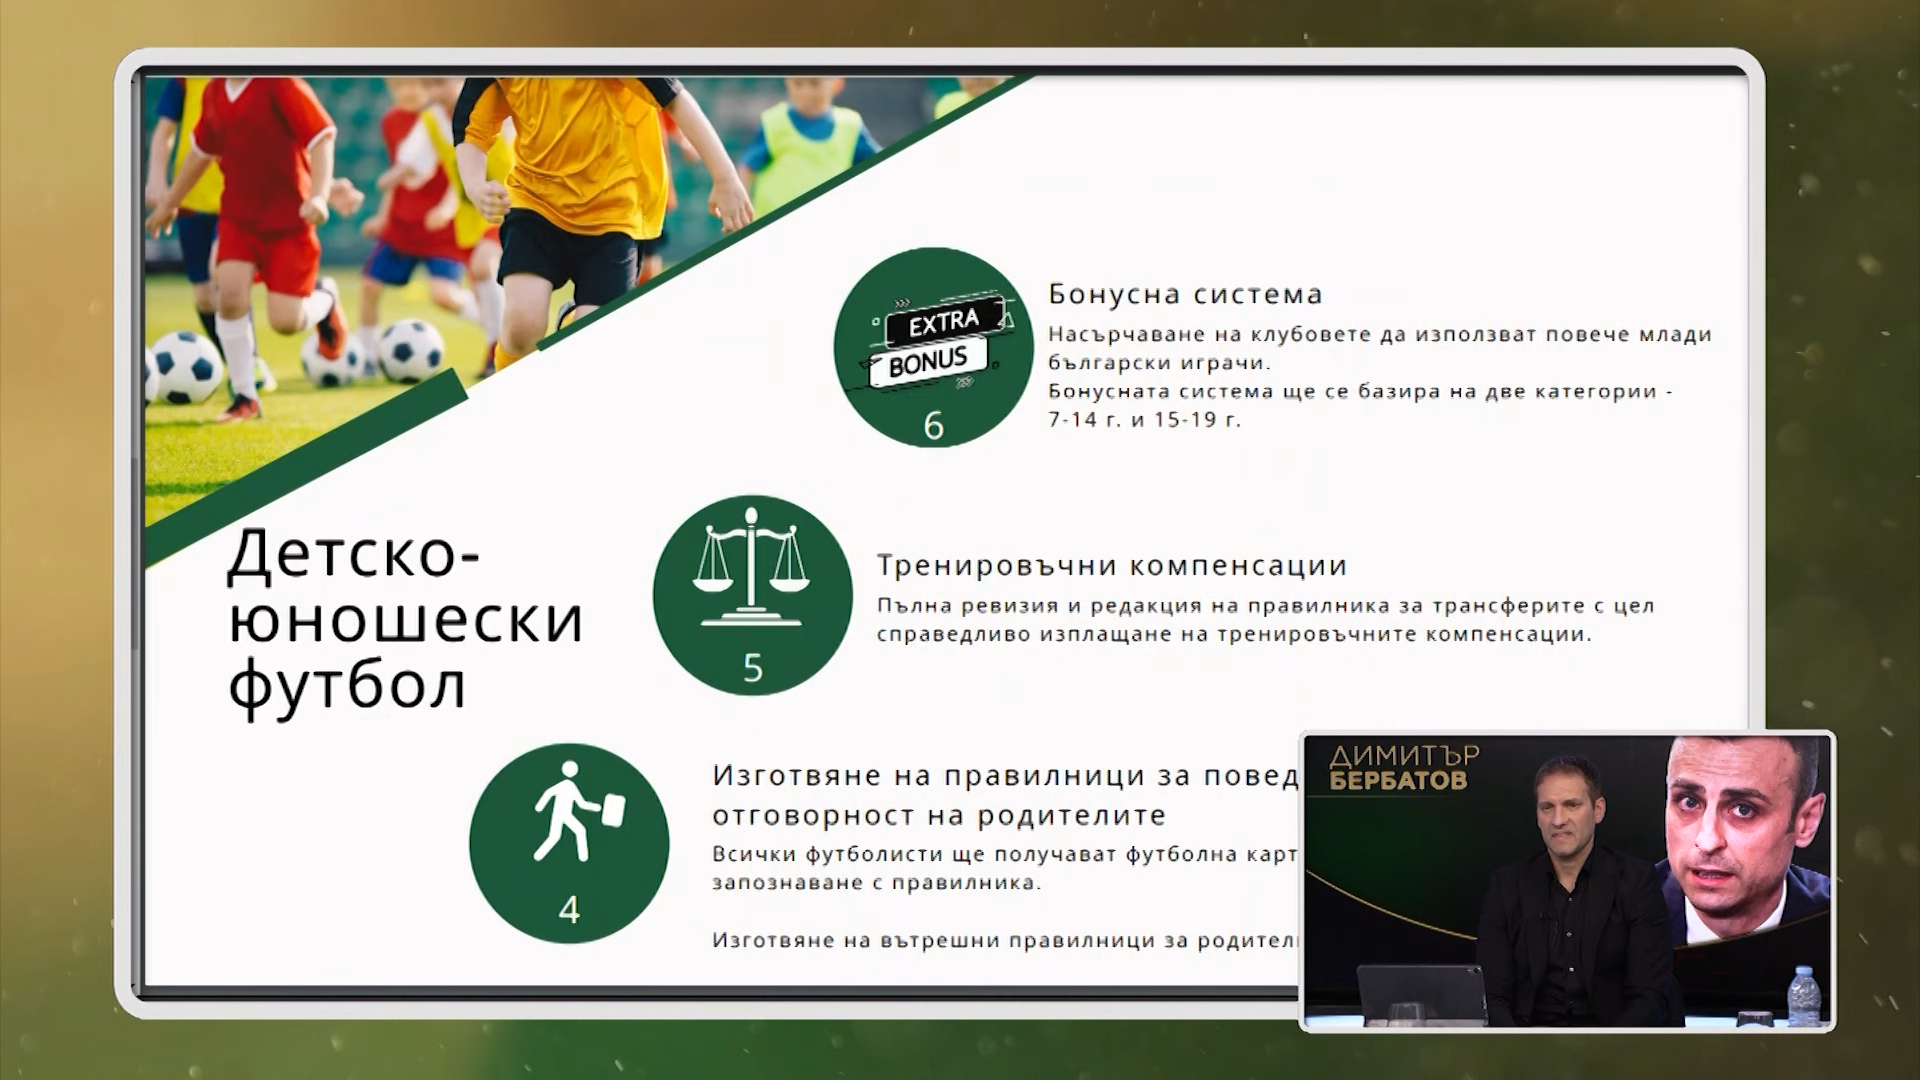 Бонусна система
Насърчаване на клубовете да използват повече млади
български играчи.
Бонусната система ще се базира на две категории -
7-14 г. и 15-19 г.
EXTRA
BONUS
6
Детско-
юношески
футбол
Тренировъчни компенсации
Пълна ревизия и редакция на правилника за трансферите с цел
справедливо изплащане на тренировъчните компенсации.
5
Изготвяне на правилници за повед
отговорност на родителите
Всички футболисти ще получават футболна карт
запознаване с правилника.
Изготвяне на вътрешни правилници за родител
4
ДИМИТЪР
БЕРБАТОВ